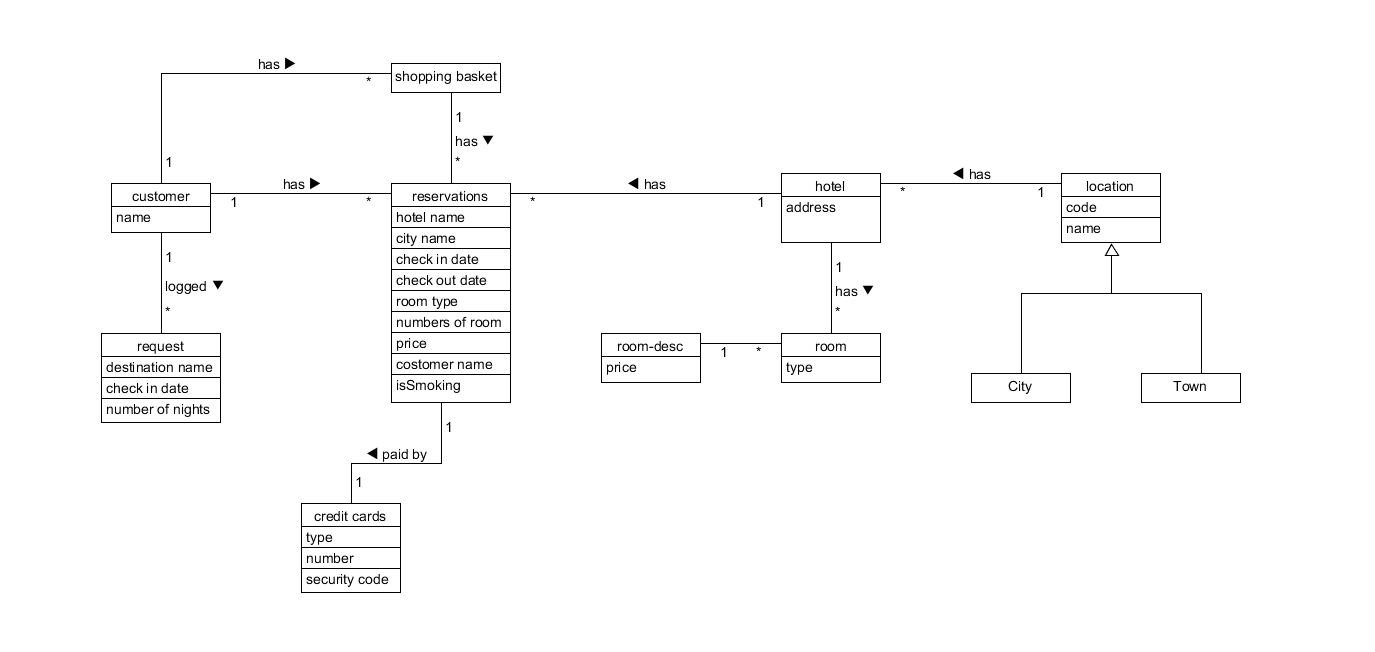 has ▶
*
shopping basket
1
has ▼
*
1
customer
name
has ▶
1
*
reservations
hotel name
city name
check in date
check out date
room type
numbers of room
price
costomer name
isSmoking
◀ has
*
1
hotel
address
◀ has
*
1
location
code
name
1
logged ▼
*
request
destination name
check in date
number of nights
1
has ▼
*
room-desc
price
1
*
room
type
City
Town
1
◀ paid by
1
credit cards
type
number
security code